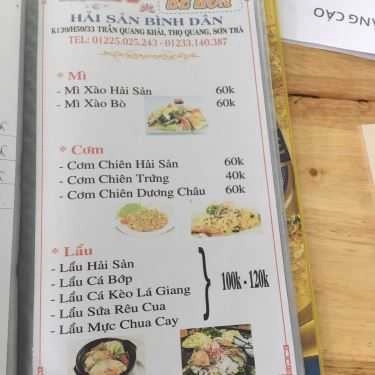 HẢI SẢN BÌNH DÂN
K139/H59/33 TRẦN QUANG KHẢI, THỌ QUANG, SƠN TRÀ
ĐT: 01225.025.243 - 01233.140.387
* Mì
- Mì Xào Hải Sản 60k
- Mì Xào Bò 60k
* Cơm
- Cơm Chiên Hải Sản 60k
- Cơm Chiên Trứng 40k
- Cơm Chiên Dương Châu 60k
* Lẩu
- Lẩu Hải Sản
- Lẩu Cá Bớp
- Lẩu Cá Kèo Lá Giang
- Lẩu Sứa Rêu Cua
- Lẩu Mực Chua Cay
100k - 120k
CÁO